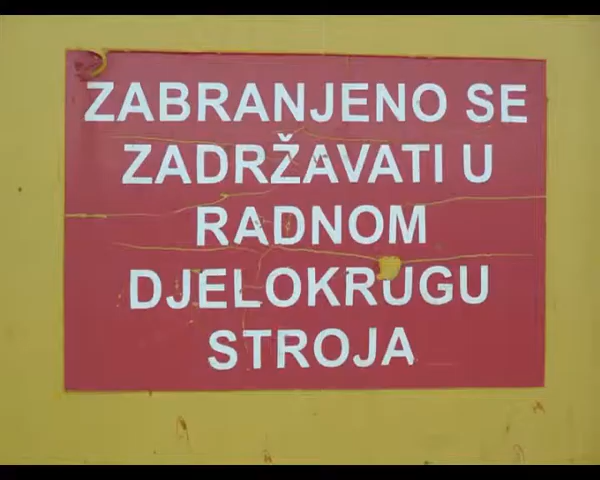 ZABRANJENO SE
ZADRŽAVATI U
RADNOM
DJELOKRUGU
STROJA